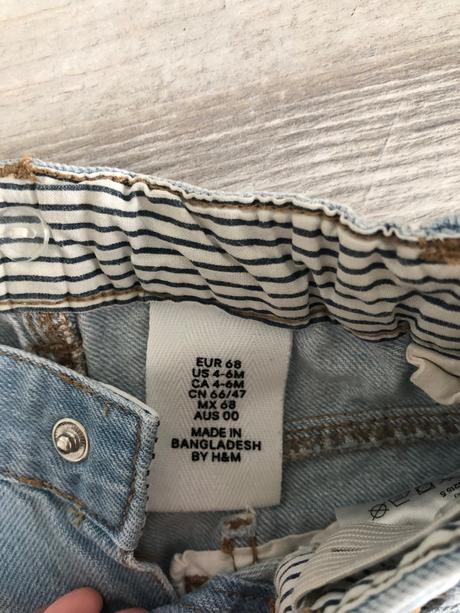 EUR 68
US 4-6M
CA 4-6M
CN 66/47
MX 68
AUS 00
MADE IN
BANGLADESH
BY H&M